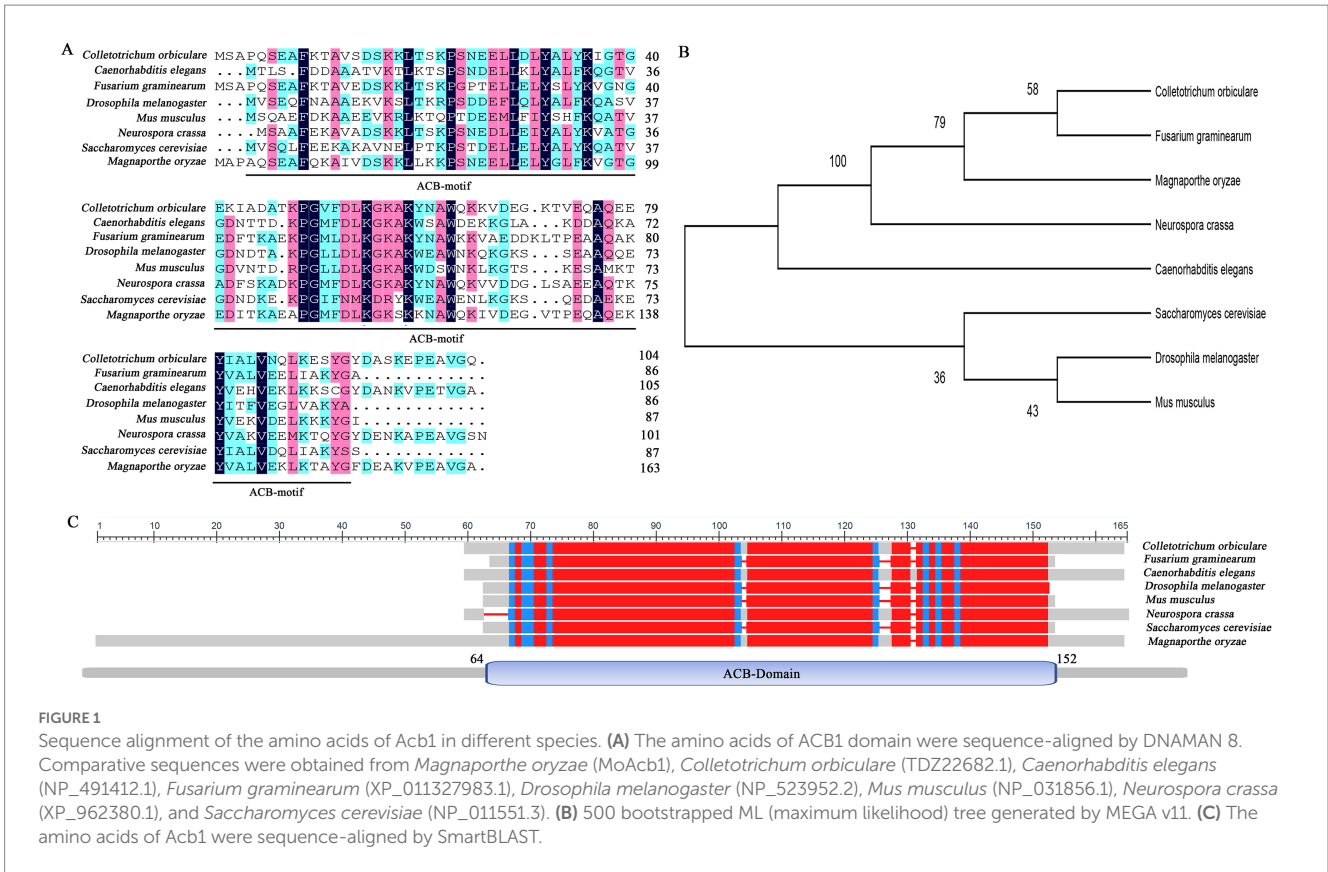 A
Colletotrichum orbiculare MSAPQSEAFKTAVSDSKKLTSKPSNEELLDLYALYKIGTG 40
Caenorhabditis elegans ...MTLS.FDDAAATVKTLKTSPSNDELLKLYALFKQGTV 36
Fusarium graminearum MSAPQSEAFKTAVEDSKKLTSKPGPTELLELYSLYKVGNG 40
Drosophila melanogaster ...MVSEQFNAAAEKVKSLTKRPSDDEFLQLYALFKQASV 37
Mus musculus ...MSQAEFDKAAEEVKRLKTQPTDEEMLFIYSHFKQATV 37
Neurospora crassa ....MSAAFEKAVADSKKLTSKPSNEDLLEIYALYKVATG 36
Saccharomyces cerevisiae ...MVSQLFEEKAKAVNELPTKPSTDELLELYALYKQATV 37
Magnaporthe oryzae MAPAQSEAFQKAIVDSKKLLKKPSNEELLELYGLFKVGTG 99
ACB-motif
Colletotrichum orbiculare EKIADATKPGVFDLKGKAKYNAWQKKVDEG.KTVEQAQEE 79
Caenorhabditis elegans GDNTTD.KPGMFDLKGKAKWSAWDEKKGLA...KDDAQKA 72
Fusarium graminearum EDFTKAEKPGMLDLKGKAKYNAWKKVAEDDKLTPEAAQAK 80
Drosophila melanogaster GDNDTA.KPGLLDLKGKAKWEAWNKQKGKS...SEAAQQE 73
Mus musculus GDVNTD.RPGLLDLKGKAKWDSWNKLKGTS...KESAMKT 73
Neurospora crassa ADFSKADKPGMFDLKGKAKYNAWQKVVDDG.LSAEEAQTK 75
Saccharomyces cerevisiae GDNDKE.KPGIFNMKDRYKWEAWENLKGKS...QEDAEKE 73
Magnaporthe oryzae EDITKAEAPGMFDLKGKSKKNAWQKIVDEG.VTPEQAQEK 138
ACB-motif
Colletotrichum orbiculare YIALVNQLKESYGYDASKEPEAVGQ. 104
Fusarium graminearum YVALVEELIAKYGA............ 86
Caenorhabditis elegans YVEHVEKLKKSCGYDANKVPETVGA. 105
Drosophila melanogaster YITFVEGLVAKYA............. 86
Mus musculus YVEKVDELKKKYGI............ 87
Neurospora crassa YVAKVEEMKTQYGYDENKAPEAVGSN 101
Saccharomyces cerevisiae YIALVDQLIAKYSS............ 87
Magnaporthe oryzae YVALVEKLKTAYGFDEAKVPEAVGA. 163
ACB-motif
B
58
79
100
36
43
Colletotrichum orbiculare
Fusarium graminearum
Magnaporthe oryzae
Neurospora crassa
Caenorhabditis elegans
Saccharomyces cerevisiae
Drosophila melanogaster
Mus musculus
C
1 10 20 30 40 50 60 70 80 90 100 110 120 130 140 150 165
Colletotrichum orbiculare
Fusarium graminearum
Caenorhabditis elegans
Drosophila melanogaster
Mus musculus
Neurospora crassa
Saccharomyces cerevisiae
Magnaporthe oryzae
64 ACB-Domain 152
FIGURE 1
Sequence alignment of the amino acids of Acb1 in different species. (A) The amino acids of ACB1 domain were sequence-aligned by DNAMAN 8.
Comparative sequences were obtained from Magnaporthe oryzae (MoAcb1), Colletotrichum orbiculare (TDZ22682.1), Caenorhabditis elegans
(NP_491412.1), Fusarium graminearum (XP_011327983.1), Drosophila melanogaster (NP_523952.2), Mus musculus (NP_031856.1), Neurospora crassa
(XP_962380.1), and Saccharomyces cerevisiae (NP_011551.3). (B) 500 bootstrapped ML (maximum likelihood) tree generated by MEGA v11. (C) The
amino acids of Acb1 were sequence-aligned by SmartBLAST.